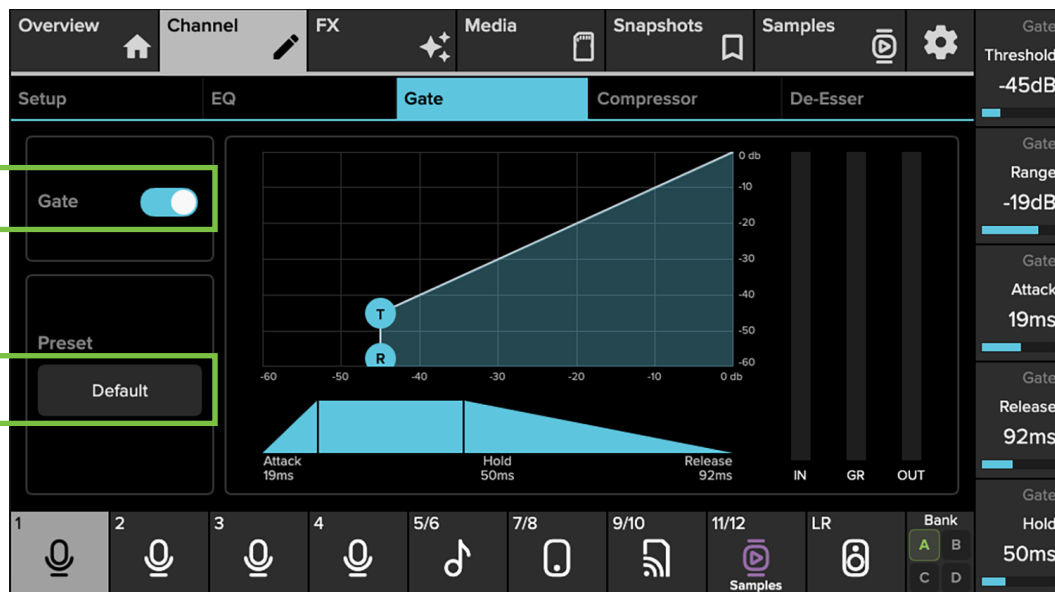 Overview
Channel
FX
Media
Snapshots
Samples
Setup
EQ
Gate
Compressor
De-Esser
Gate
Preset
Default
0 db
-10
-20
-30
-40
-50
-60
-60
-50
-40
-30
-20
-10
0 db
T
R
Attack
19ms
Hold
50ms
Release
92ms
IN
GR
OUT
Gate
Threshold
-45dB
Gate
Range
-19dB
Gate
Attack
19ms
Gate
Release
92ms
Gate
Hold
50ms
1
2
3
4
5/6
7/8
9/10
11/12
Samples
LR
Bank
A
B
C
D